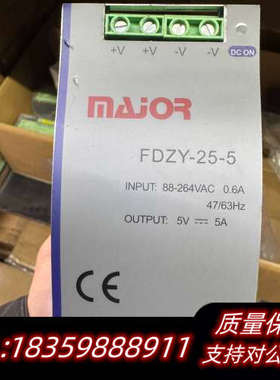 +V +V -V -V DC ON
MAJOR
FDZY-25-5
INPUT: 88-264VAC 0.6A
47/63Hz
OUTPUT: 5V ⎓ 5A
CE
质量保
:18359888911 支持对公